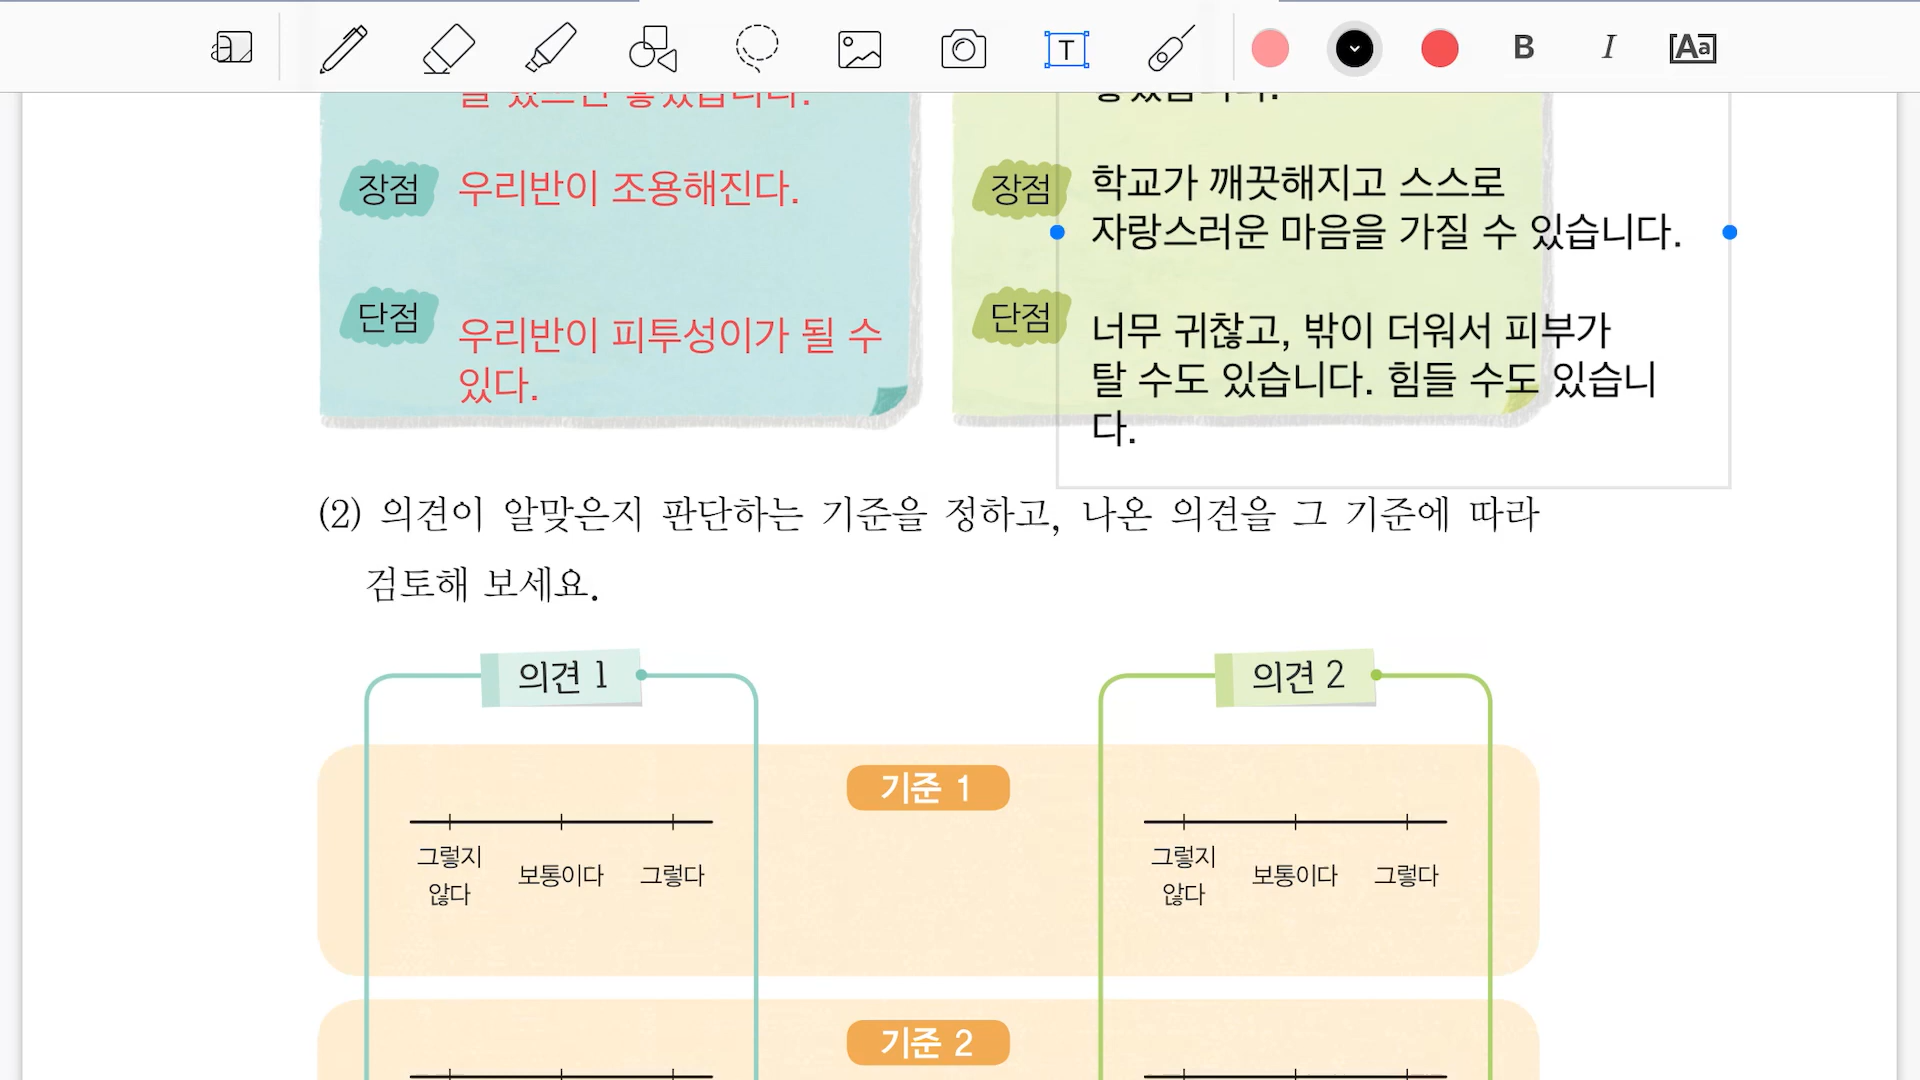 T
B
I
Aa
장점
우리반이 조용해진다.
단점
우리반이 피투성이가 될 수
있다.
장점
학교가 깨끗해지고 스스로
자랑스러운 마음을 가질 수 있습니다.
단점
너무 귀찮고, 밖이 더워서 피부가
탈 수도 있습니다. 힘들 수도 있습니
다.
(2) 의견이 알맞은지 판단하는 기준을 정하고, 나온 의견을 그 기준에 따라
검토해 보세요.
의견 1
의견 2
기준 1
그렇지
않다
보통이다
그렇다
그렇지
않다
보통이다
그렇다
기준 2